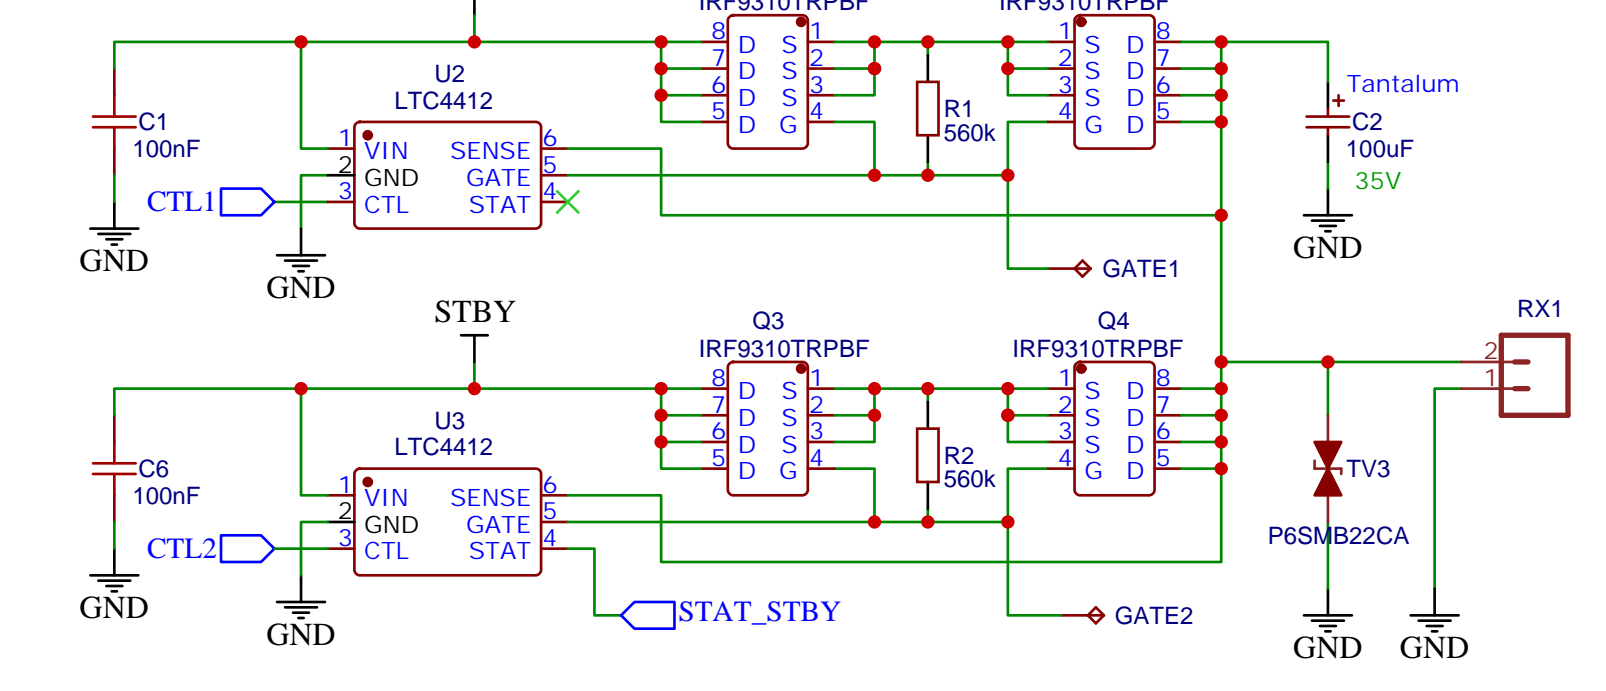 IRF9310TRPBF
IRF9310TRPBF
8 D S 1
7 D S 2
6 D S 3
5 D G 4
1 S D 8
2 S D 7
3 S D 6
4 G D 5
R1
560k
Tantalum
+
C2
100uF
35V
GND
U2
LTC4412
C1
100nF
GND
1 VIN SENSE 6
2 GND GATE 5
3 CTL STAT 4
CTL1
GND
GATE1
STBY
Q3
IRF9310TRPBF
8 D S 1
7 D S 2
6 D S 3
5 D G 4
Q4
IRF9310TRPBF
1 S D 8
2 S D 7
3 S D 6
4 G D 5
R2
560k
RX1
2
1
U3
LTC4412
C6
100nF
GND
1 VIN SENSE 6
2 GND GATE 5
3 CTL STAT 4
CTL2
GND
STAT_STBY
GATE2
TV3
P6SMB22CA
GND
GND